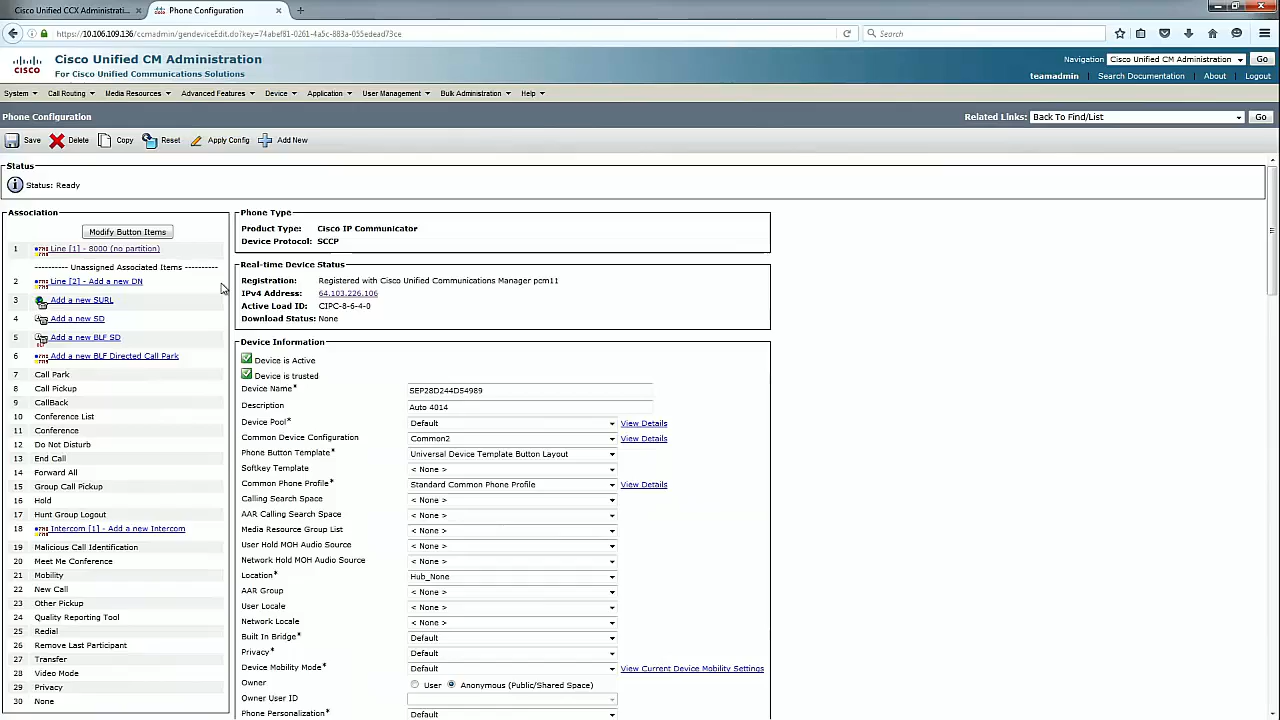 Cisco Unified CCX Administrati...
Phone Configuration
https://10.106.109.136/ccmadmin/gendeviceEdit.do?key=74abef81-0261-4a5c-883a-055edead73ce
Search
CISCO
Cisco Unified CM Administration
For Cisco Unified Communications Solutions
Navigation Cisco Unified CM Administration Go
teamadmin Search Documentation About Logout
System Call Routing Media Resources Advanced Features Device Application User Management Bulk Administration Help
Phone Configuration
Related Links: Back To Find/List Go
Save Delete Copy Reset Apply Config Add New
Status
Status: Ready
Association
Modify Button Items
1 Line [1] - 8000 (no partition)
---------- Unassigned Associated Items ----------
2 Line [2] - Add a new DN
3 Add a new SURL
4 Add a new SD
5 Add a new BLF SD
6 Add a new BLF Directed Call Park
7 Call Park
8 Call Pickup
9 CallBack
10 Conference List
11 Conference
12 Do Not Disturb
13 End Call
14 Forward All
15 Group Call Pickup
16 Hold
17 Hunt Group Logout
18 Intercom [1] - Add a new Intercom
19 Malicious Call Identification
20 Meet Me Conference
21 Mobility
22 New Call
23 Other Pickup
24 Quality Reporting Tool
25 Redial
26 Remove Last Participant
27 Transfer
28 Video Mode
29 Privacy
30 None
Phone Type
Product Type: Cisco IP Communicator
Device Protocol: SCCP
Real-time Device Status
Registration: Registered with Cisco Unified Communications Manager pcm11
IPv4 Address: 64.103.226.106
Active Load ID: CIPC-8-6-4-0
Download Status: None
Device Information
Device is Active
Device is trusted
Device Name* SEP28D244D54989
Description Auto 4014
Device Pool* Default View Details
Common Device Configuration Common2 View Details
Phone Button Template* Universal Device Template Button Layout
Softkey Template < None >
Common Phone Profile* Standard Common Phone Profile View Details
Calling Search Space < None >
AAR Calling Search Space < None >
Media Resource Group List < None >
User Hold MOH Audio Source < None >
Network Hold MOH Audio Source < None >
Location* Hub_None
AAR Group < None >
User Locale < None >
Network Locale < None >
Built In Bridge* Default
Privacy* Default
Device Mobility Mode* Default View Current Device Mobility Settings
Owner User Anonymous (Public/Shared Space)
Owner User ID
Phone Personalization* Default